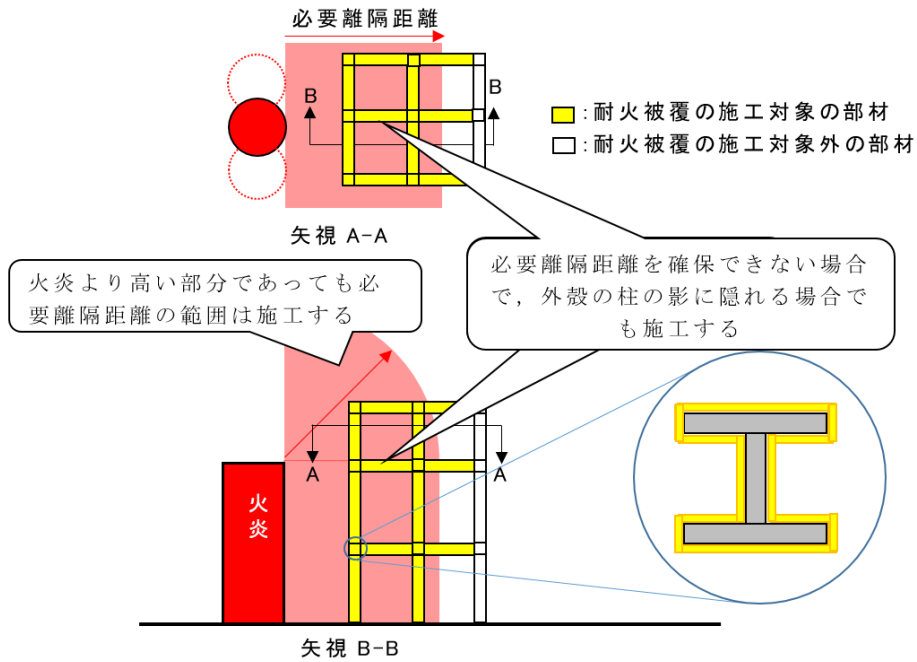 必要離隔距離
B
B
:耐火被覆の施工対象の部材
:耐火被覆の施工対象外の部材
矢視 A-A
火炎より高い部分であっても必
要離隔距離の範囲は施工する
必要離隔距離を確保できない場合
で，外殻の柱の影に隠れる場合で
も施工する
A
A
火炎
矢視 B-B